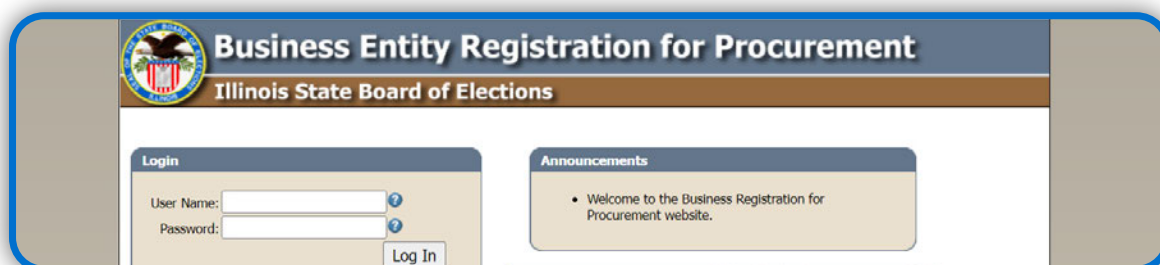 Business Entity Registration for Procurement
Illinois State Board of Elections
Login
User Name:
Password:
Log In
Announcements
• Welcome to the Business Registration for
Procurement website.